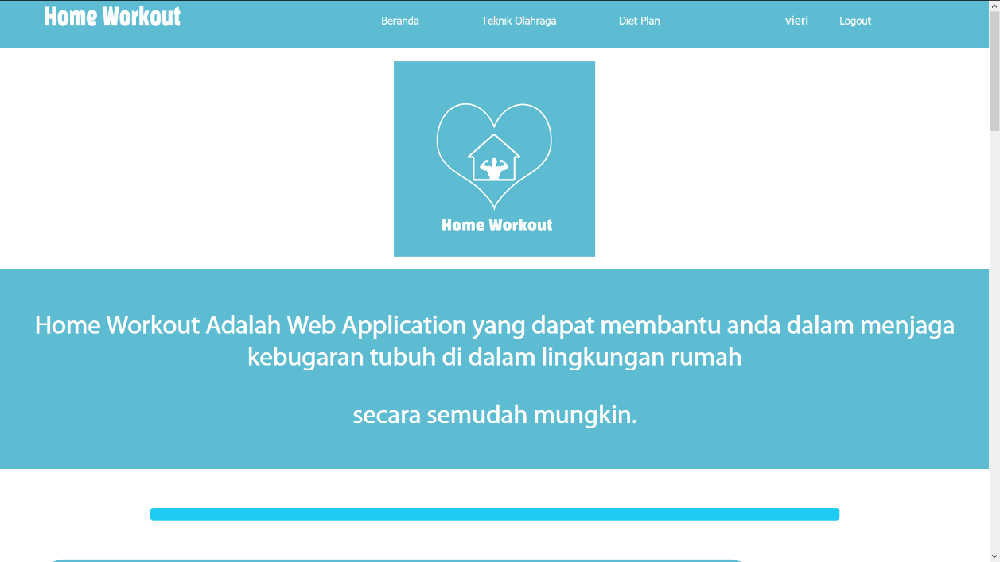 Home Workout
Beranda
Teknik Olahraga
Diet Plan
vieri
Logout
Home Workout
Home Workout Adalah Web Application yang dapat membantu anda dalam menjaga
kebugaran tubuh di dalam lingkungan rumah
secara semudah mungkin.